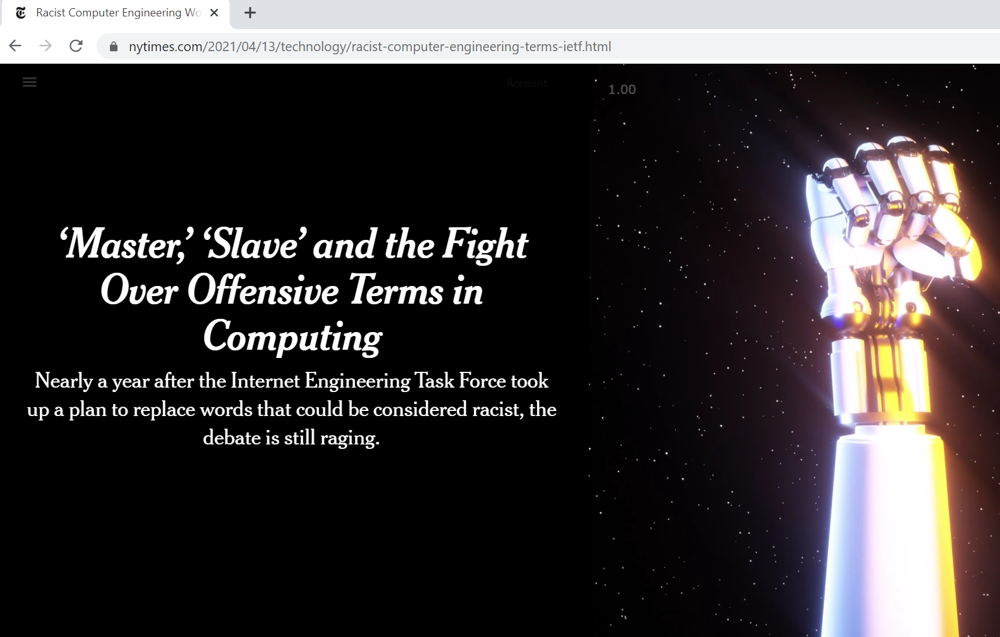 Racist Computer Engineering Wo
nytimes.com/2021/04/13/technology/racist-computer-engineering-terms-ietf.html
Account
1.00
‘Master,’ ‘Slave’ and the Fight
Over Offensive Terms in
Computing
Nearly a year after the Internet Engineering Task Force took
up a plan to replace words that could be considered racist, the
debate is still raging.